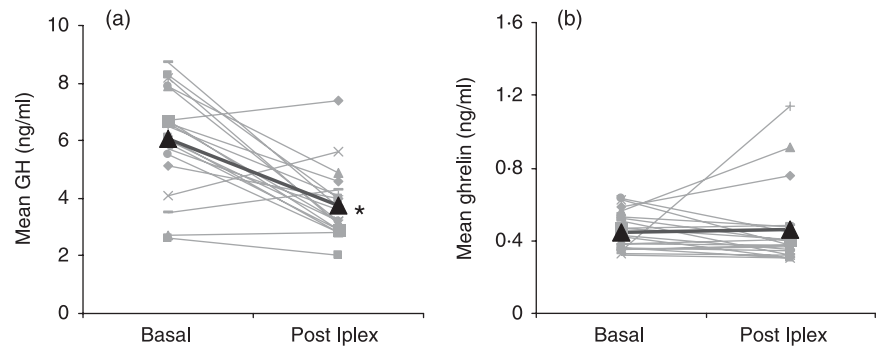 (a)
Mean GH (ng/ml)
10
8
6
4
2
0
*
Basal
Post Iplex
(b)
Mean ghrelin (ng/ml)
1·6
1·2
0·8
0·4
0
Basal
Post Iplex